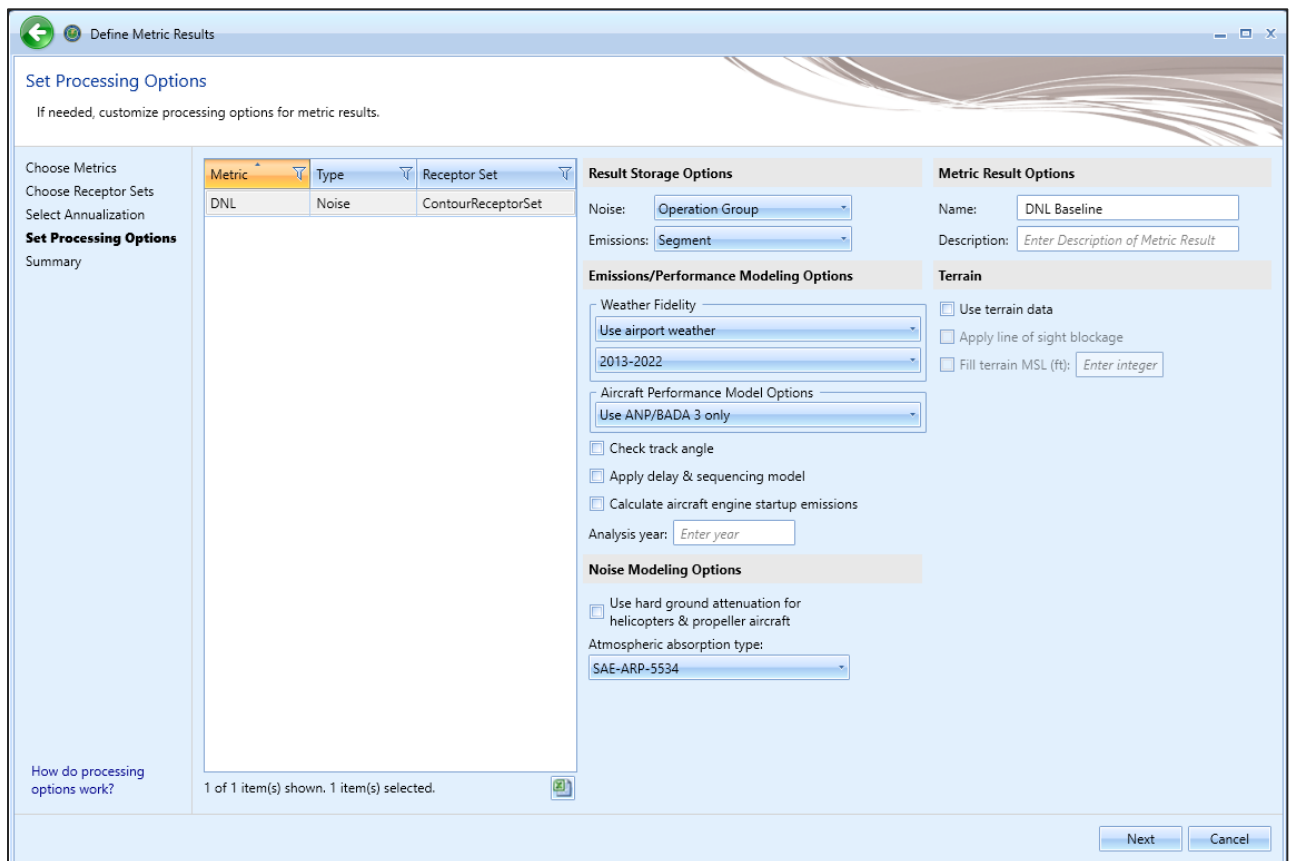 Define Metric Results
Set Processing Options
If needed, customize processing options for metric results.
Choose Metrics
Choose Receptor Sets
Select Annualization
Set Processing Options
Summary
How do processing
options work?
Metric Type Receptor Set
DNL Noise ContourReceptorSet
1 of 1 item(s) shown. 1 item(s) selected.
Result Storage Options
Noise: Operation Group
Emissions: Segment
Emissions/Performance Modeling Options
Weather Fidelity
Use airport weather
2013-2022
Aircraft Performance Model Options
Use ANP/BADA 3 only
Check track angle
Apply delay & sequencing model
Calculate aircraft engine startup emissions
Analysis year: Enter year
Noise Modeling Options
Use hard ground attenuation for
helicopters & propeller aircraft
Atmospheric absorption type:
SAE-ARP-5534
Metric Result Options
Name: DNL Baseline
Description: Enter Description of Metric Result
Terrain
Use terrain data
Apply line of sight blockage
Fill terrain MSL (ft): Enter integer
Next Cancel